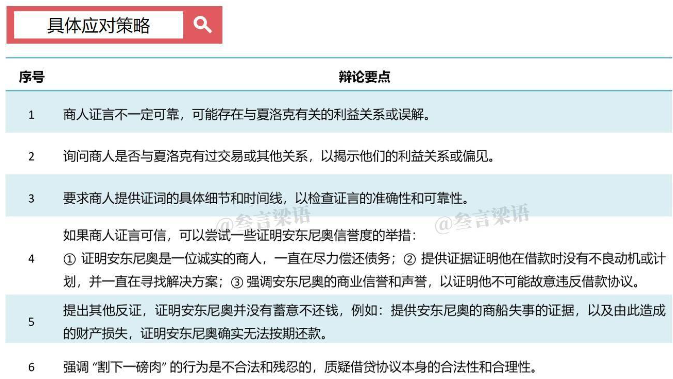 具体应对策略
序号 辩论要点
1 商人证言不一定可靠，可能存在与夏洛克有关的利益关系或误解。
2 询问商人是否与夏洛克有过交易或其他关系，以揭示他们的利益关系或偏见。
3 要求商人提供证词的具体细节和时间线，以检查证言的准确性和可靠性。
@叁言梁语 @叁言梁语
如果商人证言可信，可以尝试一些证明安东尼奥信誉度的举措：
4 ① 证明安东尼奥是一位诚实的商人，一直在尽力偿还债务；② 提供证据证明他在借款时没有不良动机或计
划，并一直在寻找解决方案；③ 强调安东尼奥的商业信誉和声誉，以证明他不可能故意违反借款协议。
5 提出其他反证，证明安东尼奥并没有蓄意不还钱，例如：提供安东尼奥的商船失事的证据，以及由此造成
的财产损失，证明安东尼奥确实无法按期还款。
6 强调“割下一磅肉”的行为是不合法和残忍的，质疑借贷协议本身的合法性和合理性。